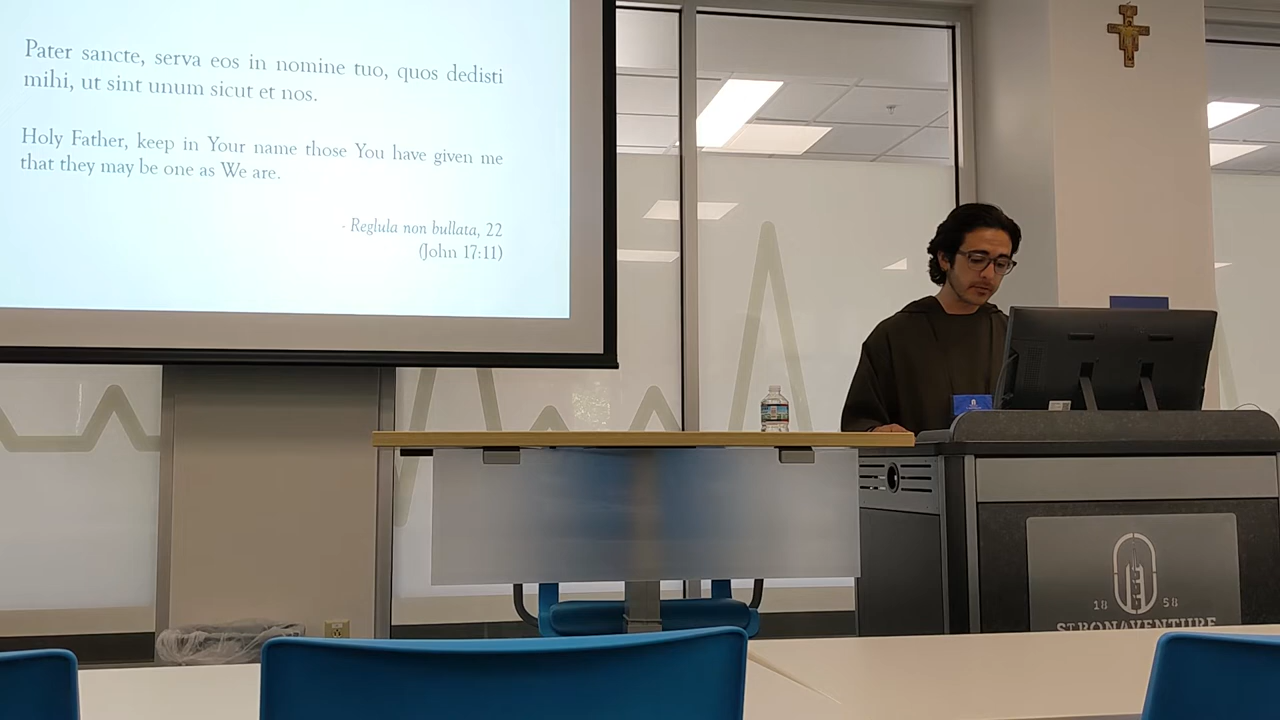 Pater sancte, serva eos in nomine tuo, quos dedisti
mihi, ut sint unum sicut et nos.
Holy Father, keep in Your name those You have given me
that they may be one as We are.
- Reglula non bullata, 22
(John 17:11)
18 58
ST.BONAVENTURE